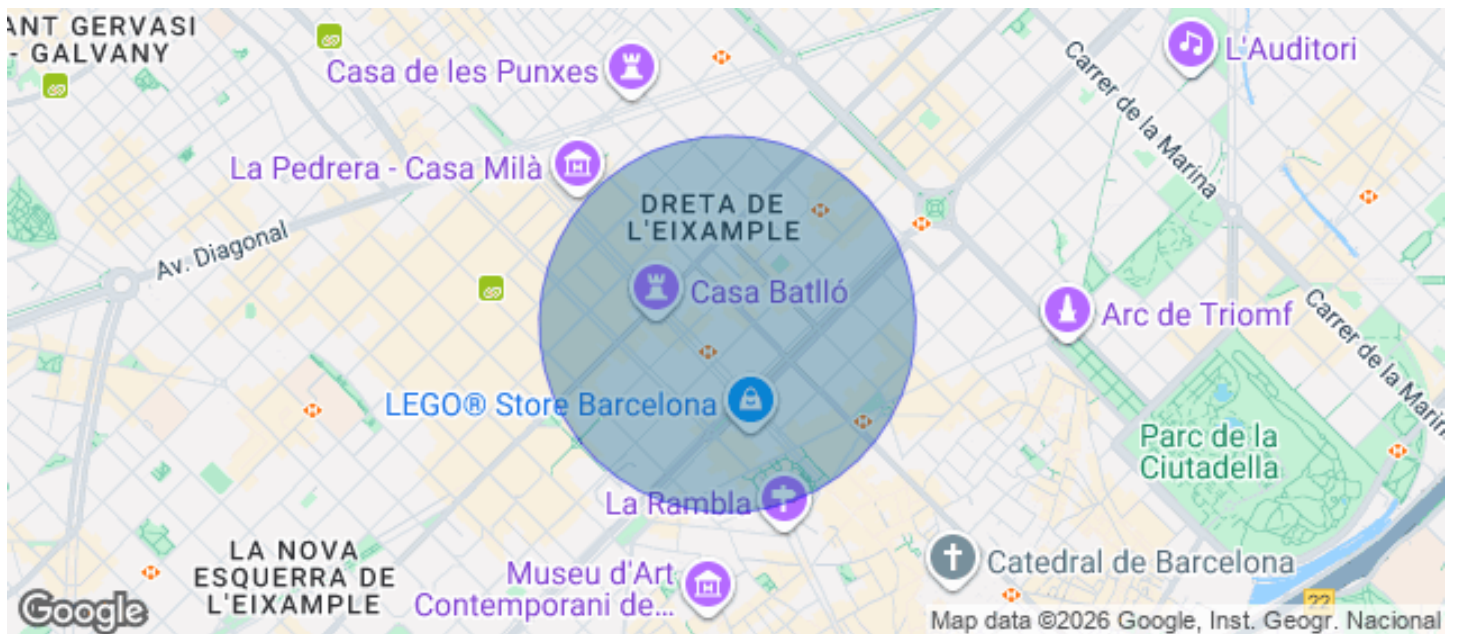 ANT GERVASI
- GALVANY
Casa de les Punxes
L'Auditori
Carrer de la Marina
La Pedrera - Casa Milà
DRETA DE
L'EIXAMPLE
Av. Diagonal
Casa Batlló
Arc de Triomf
Carrer de la Marina
LEGO® Store Barcelona
Parc de la
Ciutadella
La Rambla
LA NOVA
ESQUERRA DE
L'EIXAMPLE
Museu d'Art
Contemporani de...
Catedral de Barcelona
22
Google
Map data ©2026 Google, Inst. Geogr. Nacional